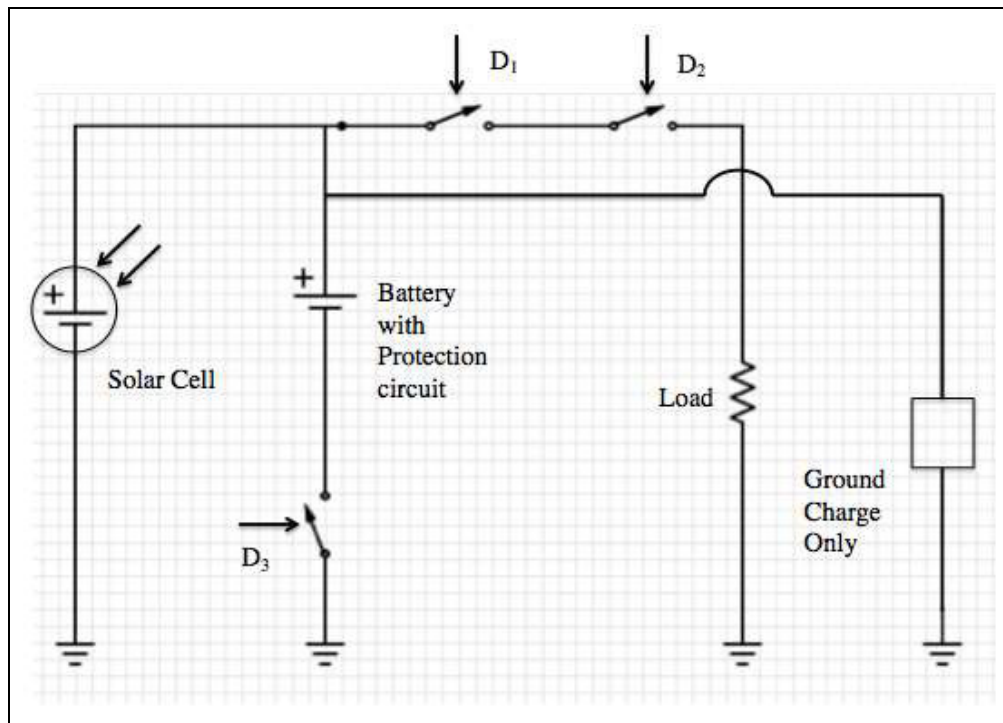 D₁
D₂
+
+
Battery
with
Protection
circuit
Solar Cell
Load
Ground
Charge
Only
D₃